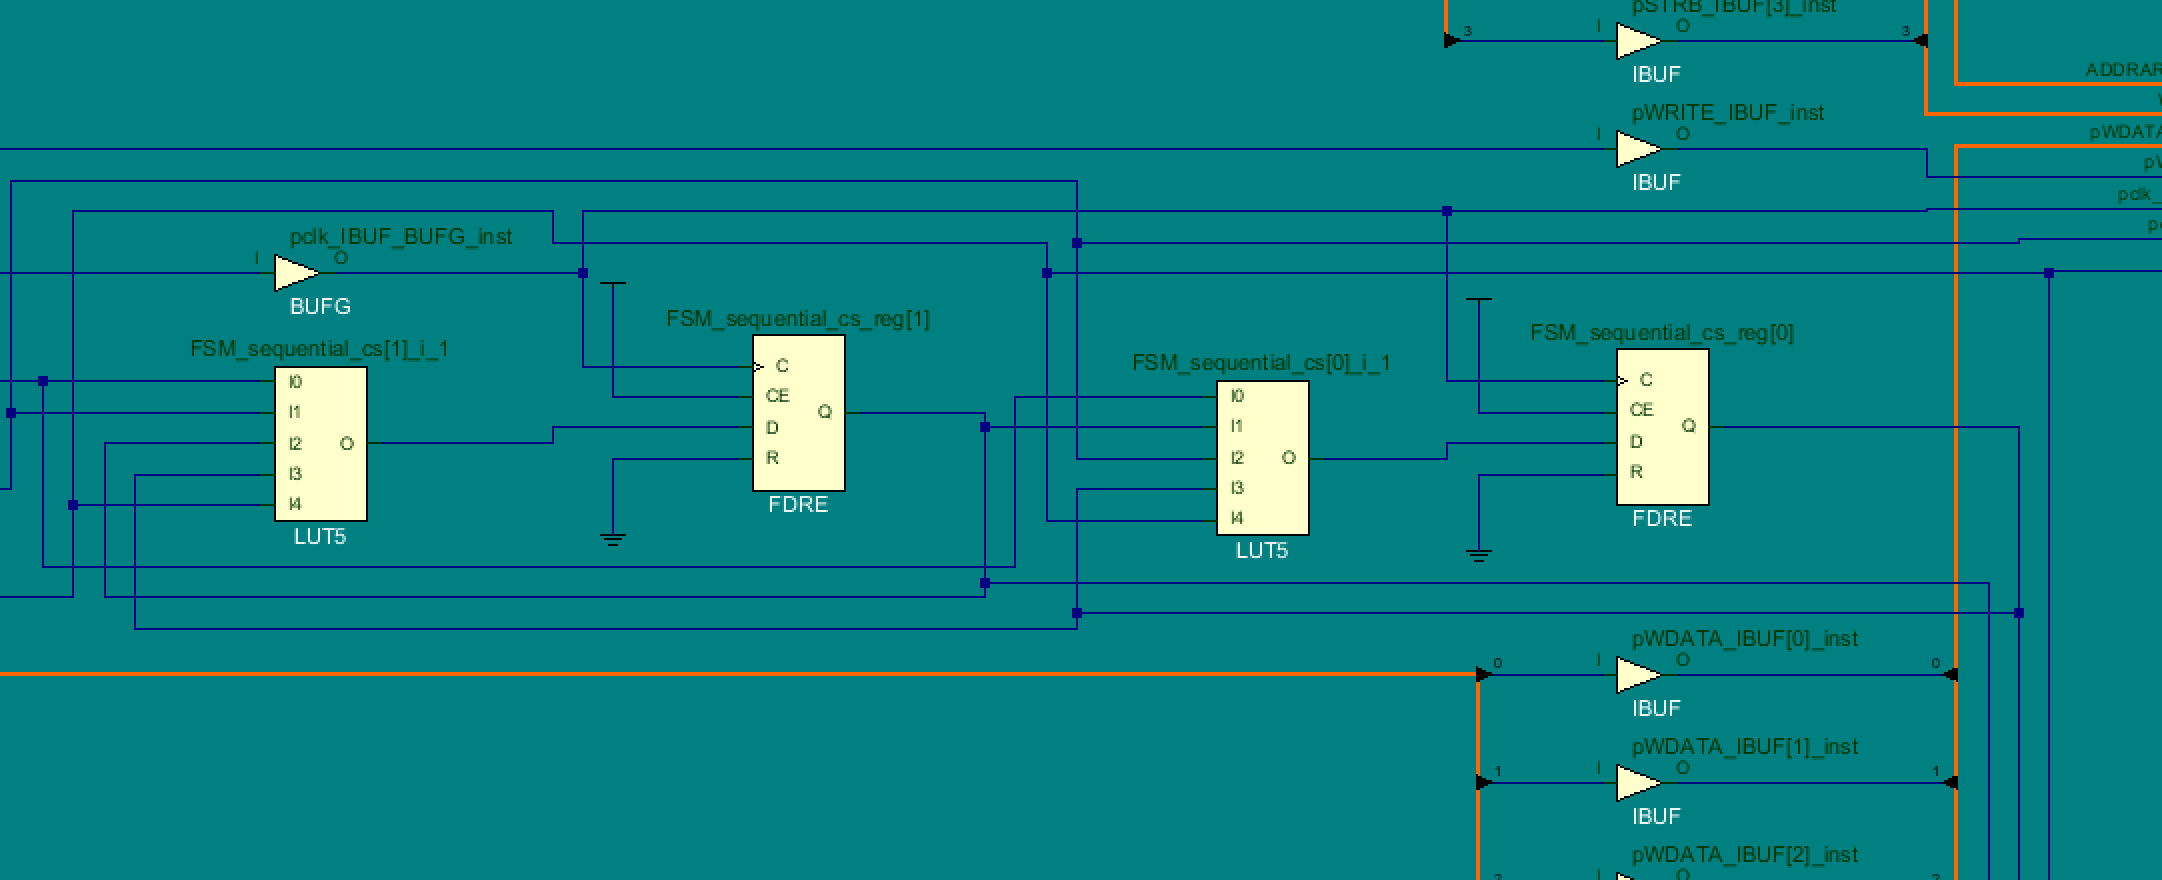 pSTRB_IBUF[3]_inst
I O
3 3
IBUF
ADDRAR
pWRITE_IBUF_inst
I O
IBUF
pWDATA
pclk_
pclk_IBUF_BUFG_inst
I O
BUFG
FSM_sequential_cs[1]_i_1
I0
I1
I2 O
I3
I4
LUT5
FSM_sequential_cs_reg[1]
C
CE
Q
D
R
FDRE
FSM_sequential_cs[0]_i_1
I0
I1
I2 O
I3
I4
LUT5
FSM_sequential_cs_reg[0]
C
CE
Q
D
R
FDRE
pWDATA_IBUF[0]_inst
0 I O 0
IBUF
pWDATA_IBUF[1]_inst
1 I O 1
IBUF
pWDATA_IBUF[2]_inst
I O